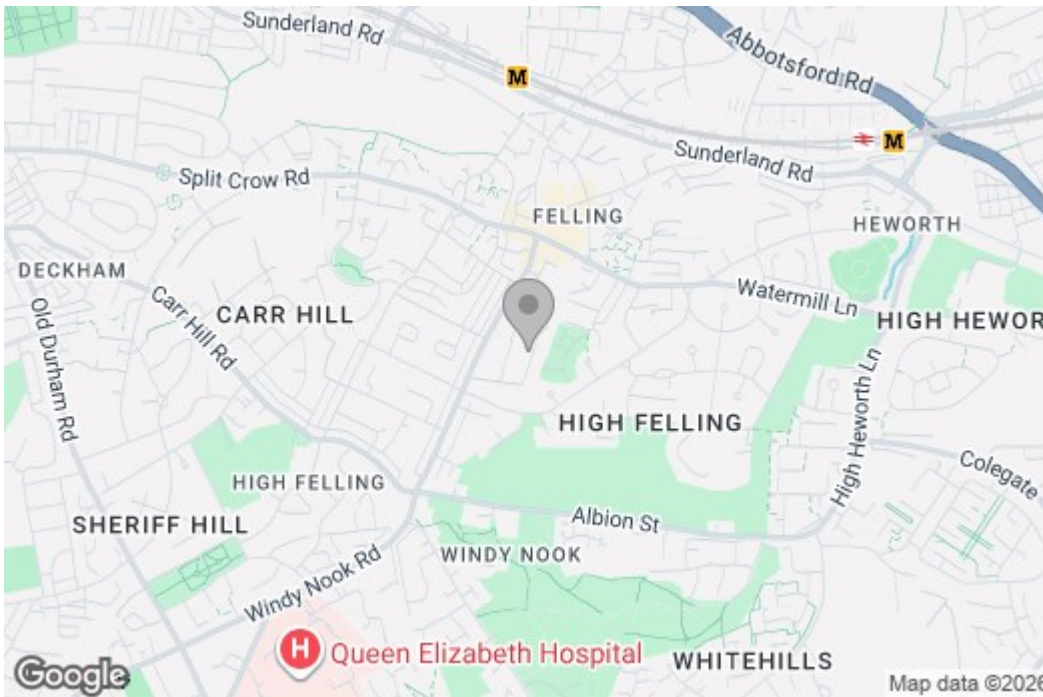 Sunderland Rd
Abbotsford Rd
M
M
Sunderland Rd
Split Crow Rd
FELLING
HEWORTH
DECKHAM
Watermill Ln
CARR HILL
Carr Hill Rd
HIGH HEWOR
Old Durham Rd
HIGH FELLING
High Heworth Ln
HIGH FELLING
Colegate
SHERIFF HILL
Albion St
WINDY NOOK
Windy Nook Rd
H
Queen Elizabeth Hospital
WHITEHILLS
Google
Map data ©2026